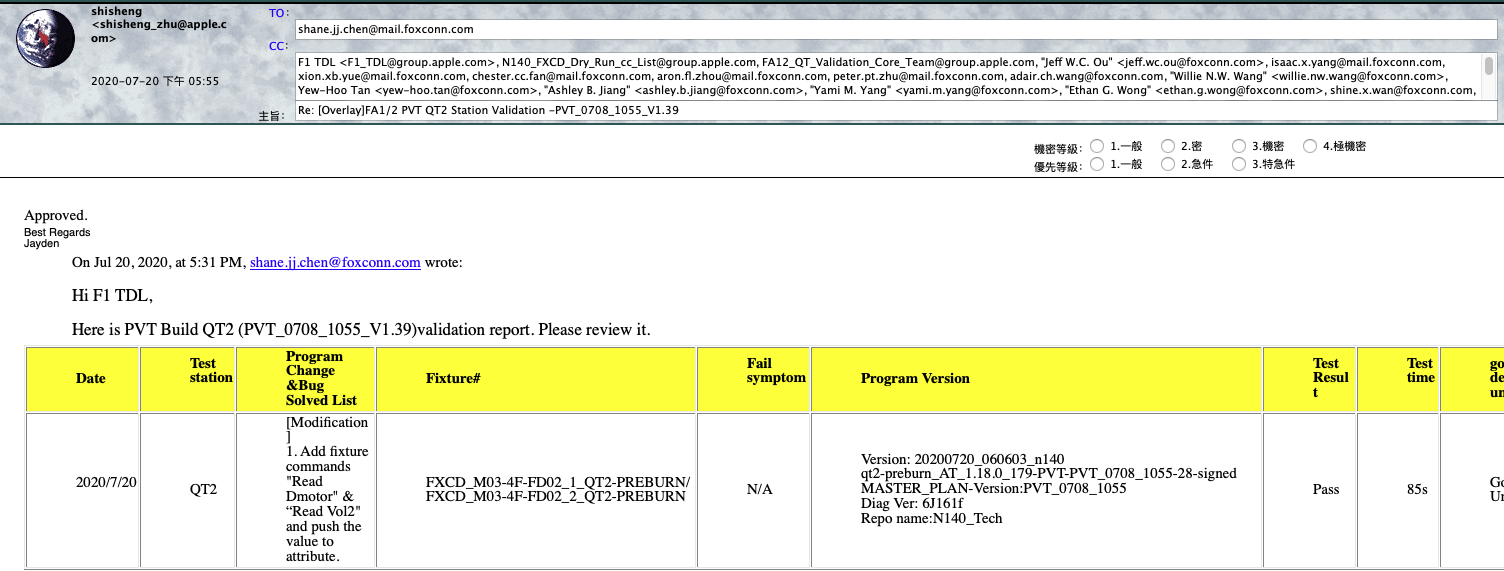 shisheng
<shisheng_zhu@apple.c
om>
2020-07-20 下午 05:55
TO:
shane.jj.chen@mail.foxconn.com
CC:
F1 TDL <F1_TDL@group.apple.com>, N140_FXCD_Dry_Run_cc_List@group.apple.com, FA12_QT_Validation_Core_Team@group.apple.com, "Jeff W.C. Ou" <jeff.wc.ou@foxconn.com>, isaac.x.yang@mail.foxconn.com,
xion.xb.yue@mail.foxconn.com, chester.cc.fan@mail.foxconn.com, aron.fl.zhou@mail.foxconn.com, peter.pt.zhu@mail.foxconn.com, adair.ch.wang@foxconn.com, "Willie N.W. Wang" <willie.nw.wang@foxconn.com>,
Yew-Hoo Tan <yew-hoo.tan@foxconn.com>, "Ashley B. Jiang" <ashley.b.jiang@foxconn.com>, "Yami M. Yang" <yami.m.yang@foxconn.com>, "Ethan G. Wong" <ethan.g.wong@foxconn.com>, shine.x.wan@foxconn.com,
主旨: Re: [Overlay]FA1/2 PVT QT2 Station Validation -PVT_0708_1055_V1.39
機密等級: 1.一般 2.密 3.機密 4.極機密
優先等級: 1.一般 2.急件 3.特急件
Approved.
Best Regards
Jayden
On Jul 20, 2020, at 5:31 PM, shane.jj.chen@foxconn.com wrote:
Hi F1 TDL,
Here is PVT Build QT2 (PVT_0708_1055_V1.39)validation report. Please review it.
Date
Test
station
Program
Change
&Bug
Solved List
Fixture#
Fail
symptom
Program Version
Test
Resul
t
Test
time
go
de
un
2020/7/20
QT2
[Modification
]
1. Add fixture
commands
"Read
Dmotor" &
“Read Vol2"
and push the
value to
attribute.
FXCD_M03-4F-FD02_1_QT2-PREBURN/
FXCD_M03-4F-FD02_2_QT2-PREBURN
N/A
Version: 20200720_060603_n140
qt2-preburn_AT_1.18.0_179-PVT-PVT_0708_1055-28-signed
MASTER_PLAN-Version:PVT_0708_1055
Diag Ver: 6J161f
Repo name:N140_Tech
Pass
85s
Go
Un